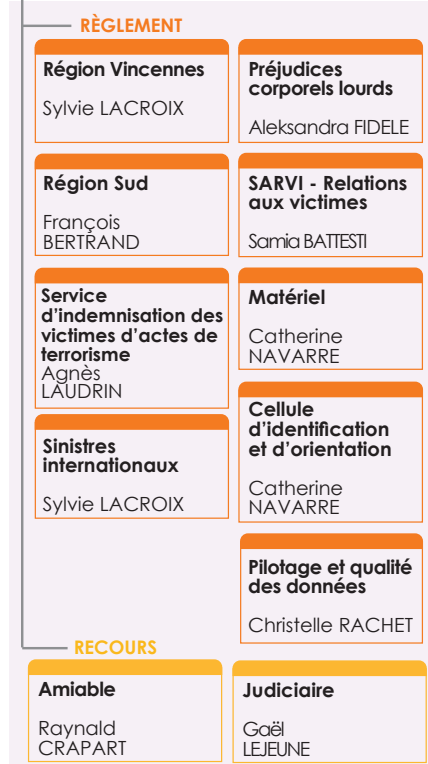 RÈGLEMENT
Région Vincennes
Sylvie LACROIX
Préjudices
corporels lourds
Aleksandra FIDELE
Région Sud
François
BERTRAND
SARVI - Relations
aux victimes
Samia BATTESTI
Service
d'indemnisation des
victimes d'actes de
terrorisme
Agnès
LAUDRIN
Matériel
Catherine
NAVARRE
Sinistres
internationaux
Sylvie LACROIX
Cellule
d'identification
et d'orientation
Catherine
NAVARRE
Pilotage et qualité
des données
Christelle RACHET
RECOURS
Amiable
Raynald
CRAPART
Judiciaire
Gaël
LEJEUNE